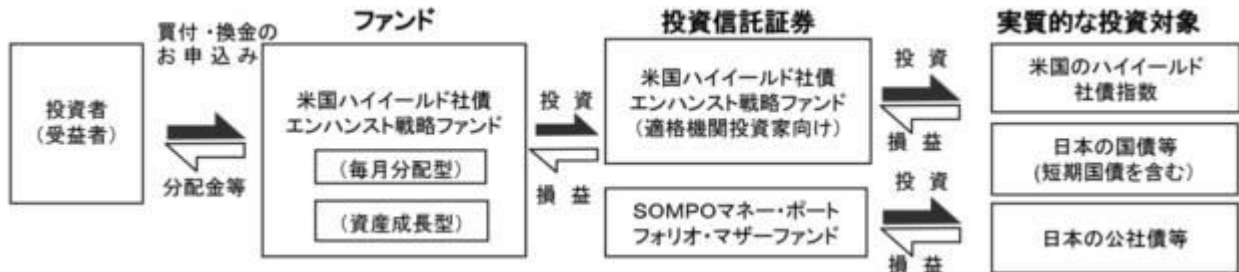 ファンド
投資信託証券
実質的な投資対象
買付・換金の
お申込み
投資者
(受益者)
分配金等
米国ハイイールド社債
エンハンスト戦略ファンド
(毎月分配型)
(資産成長型)
投 資
損 益
米国ハイイールド社債
エンハンスト戦略ファンド
(適格機関投資家向け)
SOMPOマネー・ポート
フォリオ・マザーファンド
投 資
損 益
投 資
損 益
米国のハイイールド
社債指数
日本の国債等
(短期国債を含む)
日本の公社債等